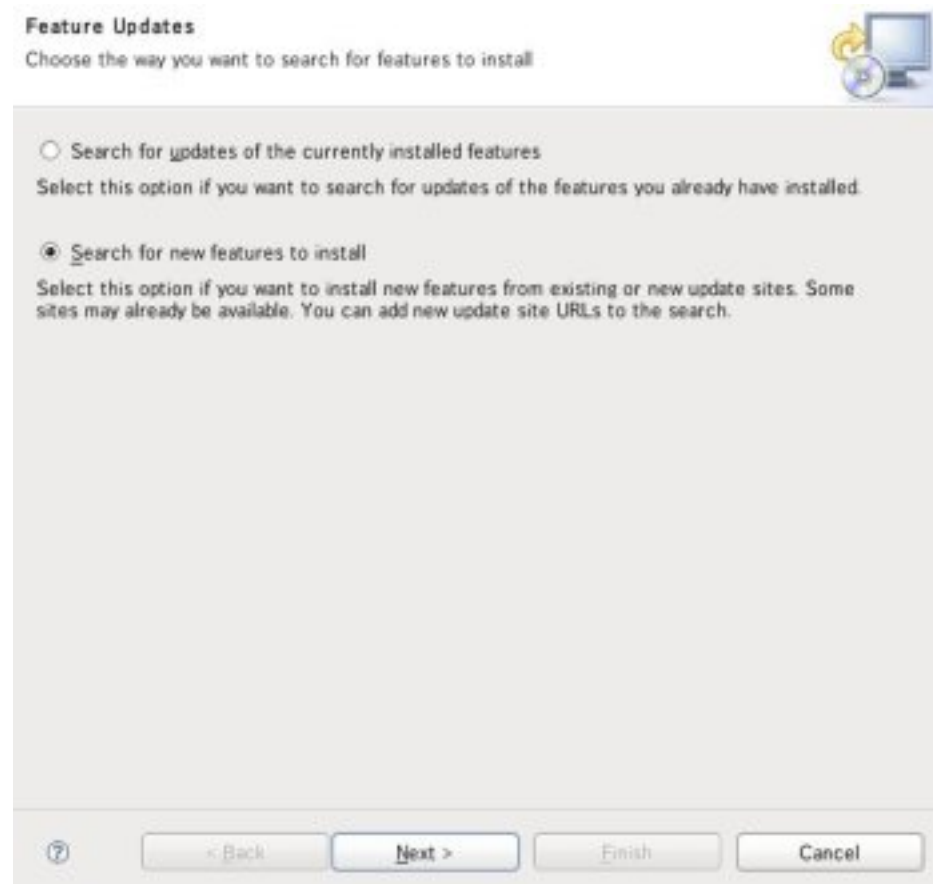 Feature Updates
Choose the way you want to search for features to install
Search for updates of the currently installed features
Select this option if you want to search for updates of the features you already have installed.
Search for new features to install
Select this option if you want to install new features from existing or new update sites. Some
sites may already be available. You can add new update site URLs to the search.
?
< Back
Next >
Finish
Cancel